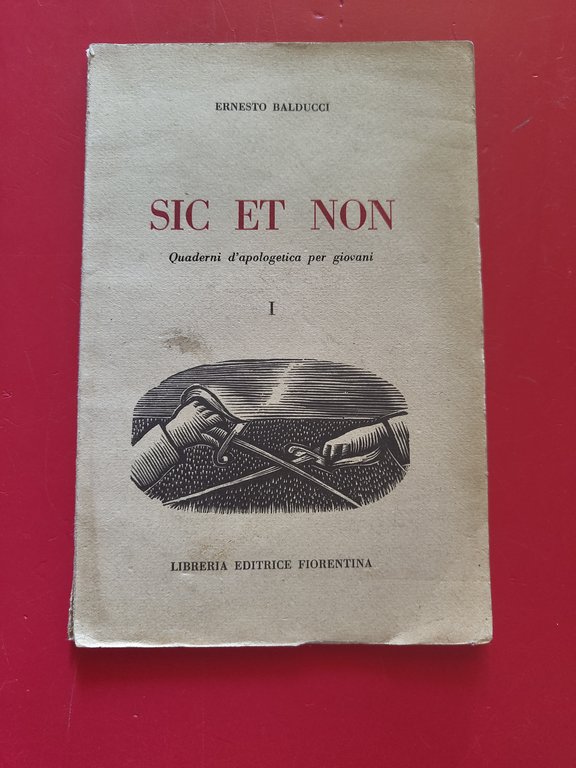 ERNESTO BALDUCCI
SIC ET NON
Quaderni d'apologetica per giovani
I
LIBRERIA EDITRICE FIORENTINA